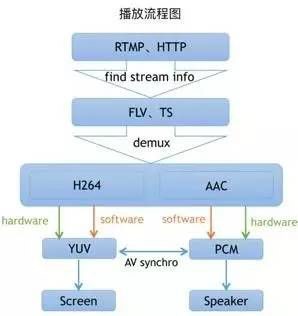 播放流程图
RTMP、HTTP
find stream info
FLV、TS
demux
H264 AAC
hardware software software hardware
YUV PCM
AV synchro
Screen Speaker